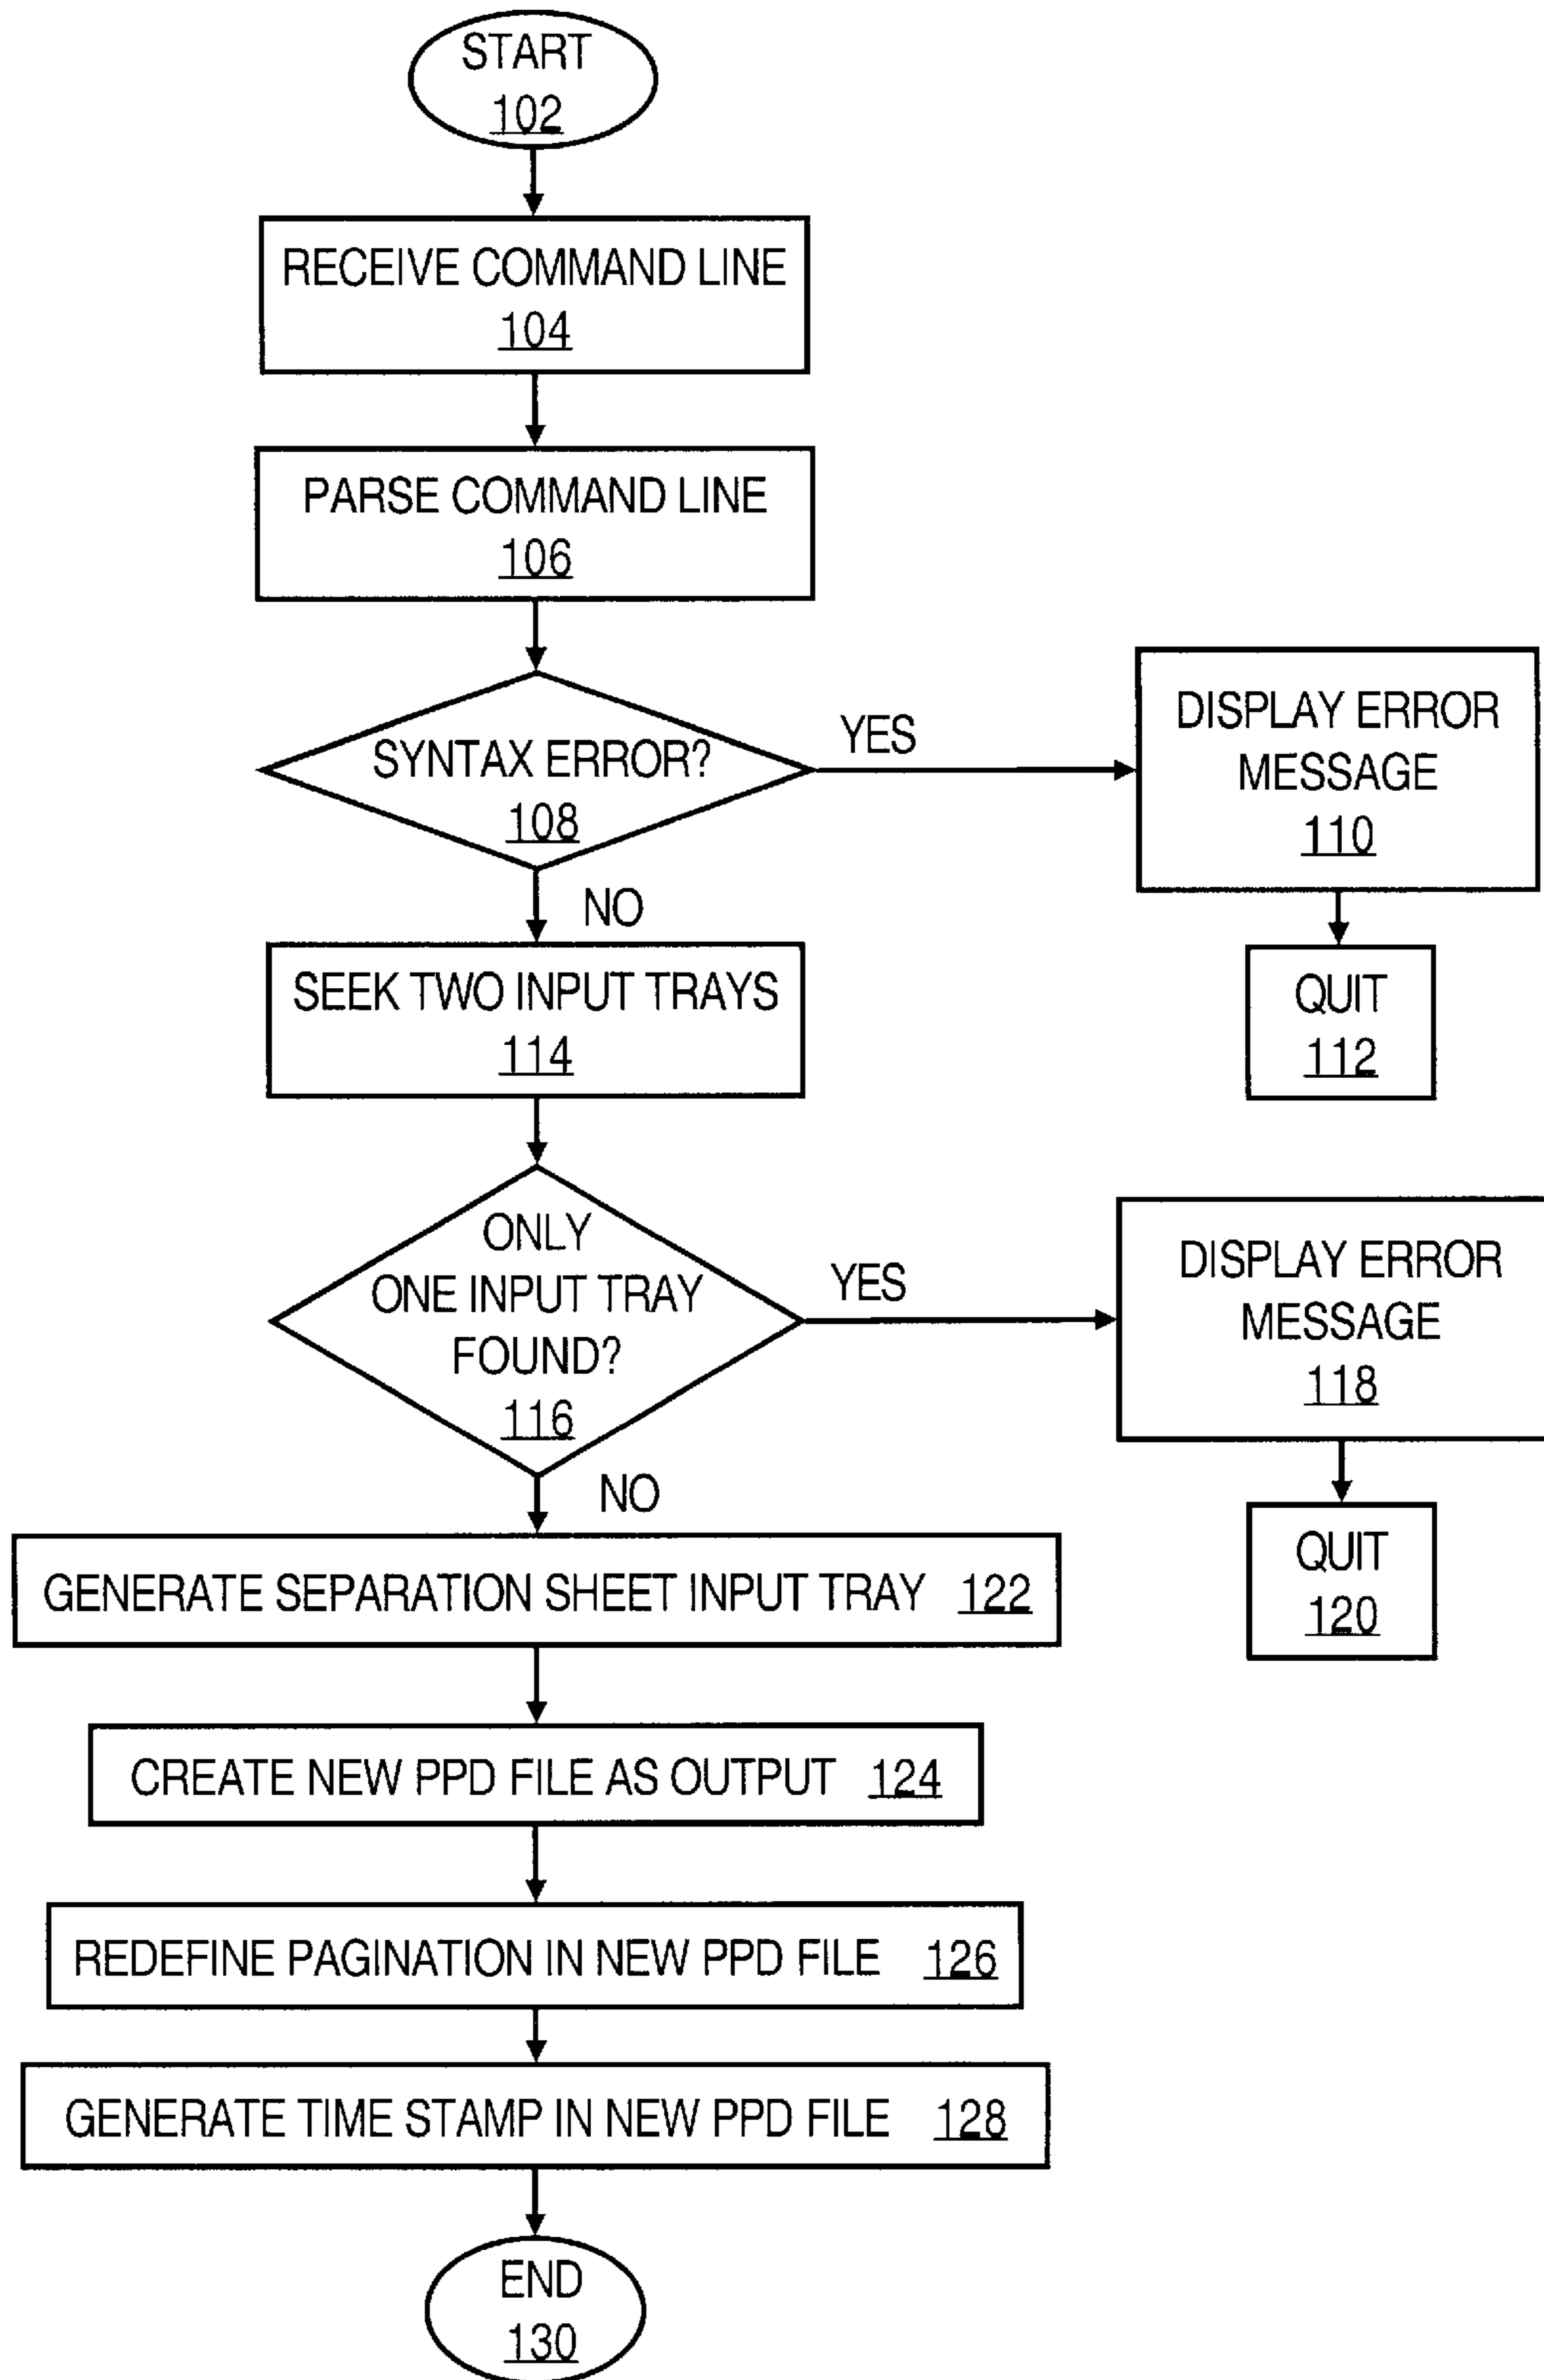 START
102
RECEIVE COMMAND LINE
104
PARSE COMMAND LINE
106
SYNTAX ERROR?
108
YES
DISPLAY ERROR
MESSAGE
110
QUIT
112
NO
SEEK TWO INPUT TRAYS
114
ONLY
ONE INPUT TRAY
FOUND?
116
YES
DISPLAY ERROR
MESSAGE
118
QUIT
120
NO
GENERATE SEPARATION SHEET INPUT TRAY 122
CREATE NEW PPD FILE AS OUTPUT 124
REDEFINE PAGINATION IN NEW PPD FILE 126
GENERATE TIME STAMP IN NEW PPD FILE 128
END
130